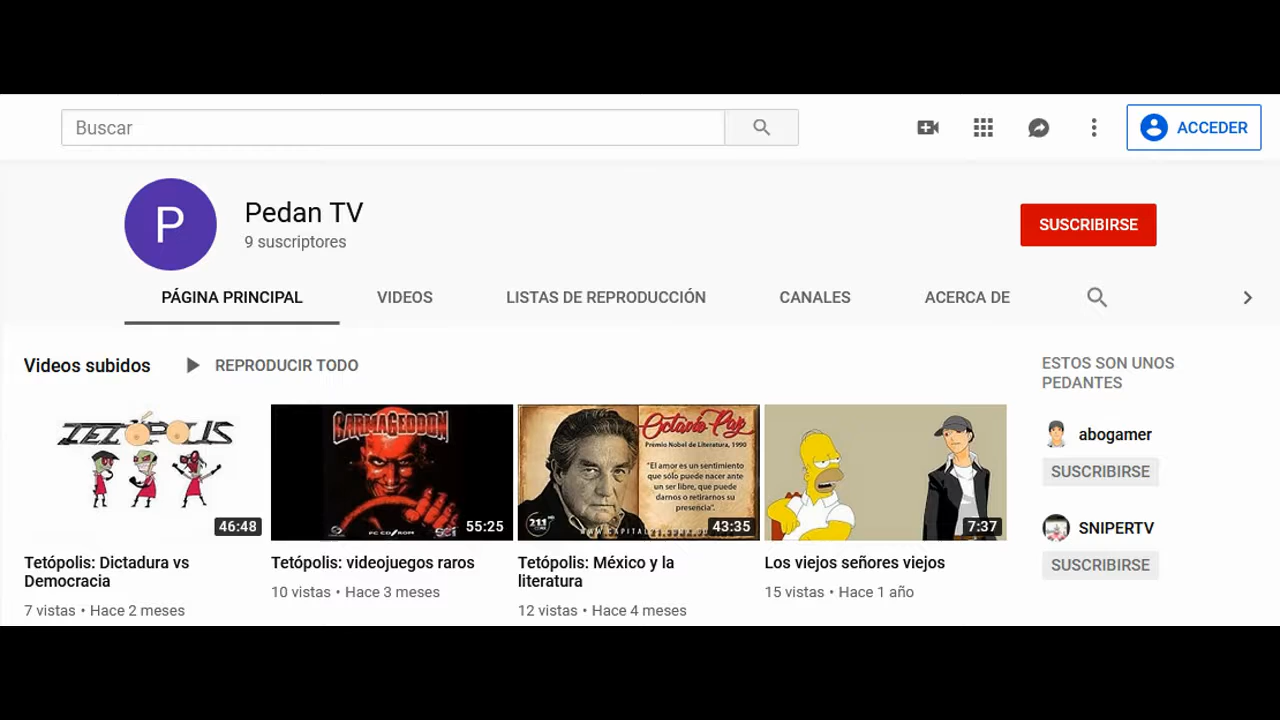 Buscar
ACCEDER
P
Pedan TV
9 suscriptores
SUSCRIBIRSE
PÁGINA PRINCIPAL
VIDEOS
LISTAS DE REPRODUCCIÓN
CANALES
ACERCA DE
Videos subidos
REPRODUCIR TODO
TETÓPOLIS
46:48
Tetópolis: Dictadura vs
Democracia
7 vistas • Hace 2 meses
CARMAGEDDON
PC CD/ROM
SCi
55:25
Tetópolis: videojuegos raros
10 vistas • Hace 3 meses
Octavio Paz
Premio Nobel de Literatura, 1990
"El amor es un sentimiento
que sólo puede nacer ante
un ser libre, que puede
darnos o retirarnos su
presencia".
211
43:35
Tetópolis: México y la
literatura
12 vistas • Hace 4 meses
7:37
Los viejos señores viejos
15 vistas • Hace 1 año
ESTOS SON UNOS
PEDANTES
abogamer
SUSCRIBIRSE
SNIPERTV
SUSCRIBIRSE